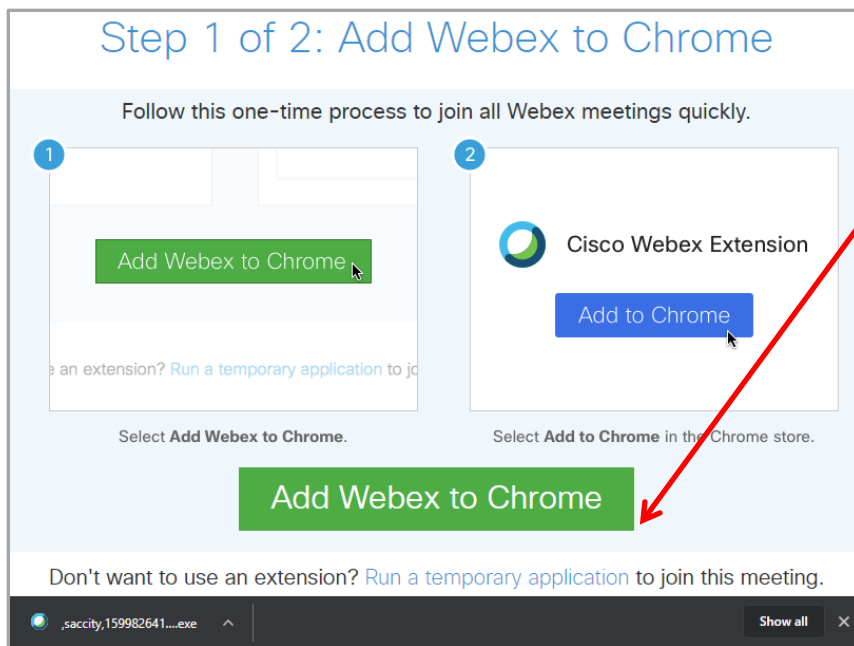 Step 1 of 2: Add Webex to Chrome
Follow this one-time process to join all Webex meetings quickly.
1
Add Webex to Chrome
e an extension? Run a temporary application to jo
Select Add Webex to Chrome.
2
Cisco Webex Extension
Add to Chrome
Select Add to Chrome in the Chrome store.
Add Webex to Chrome
Don't want to use an extension? Run a temporary application to join this meeting.
,saccity,159982641....exe
Show all